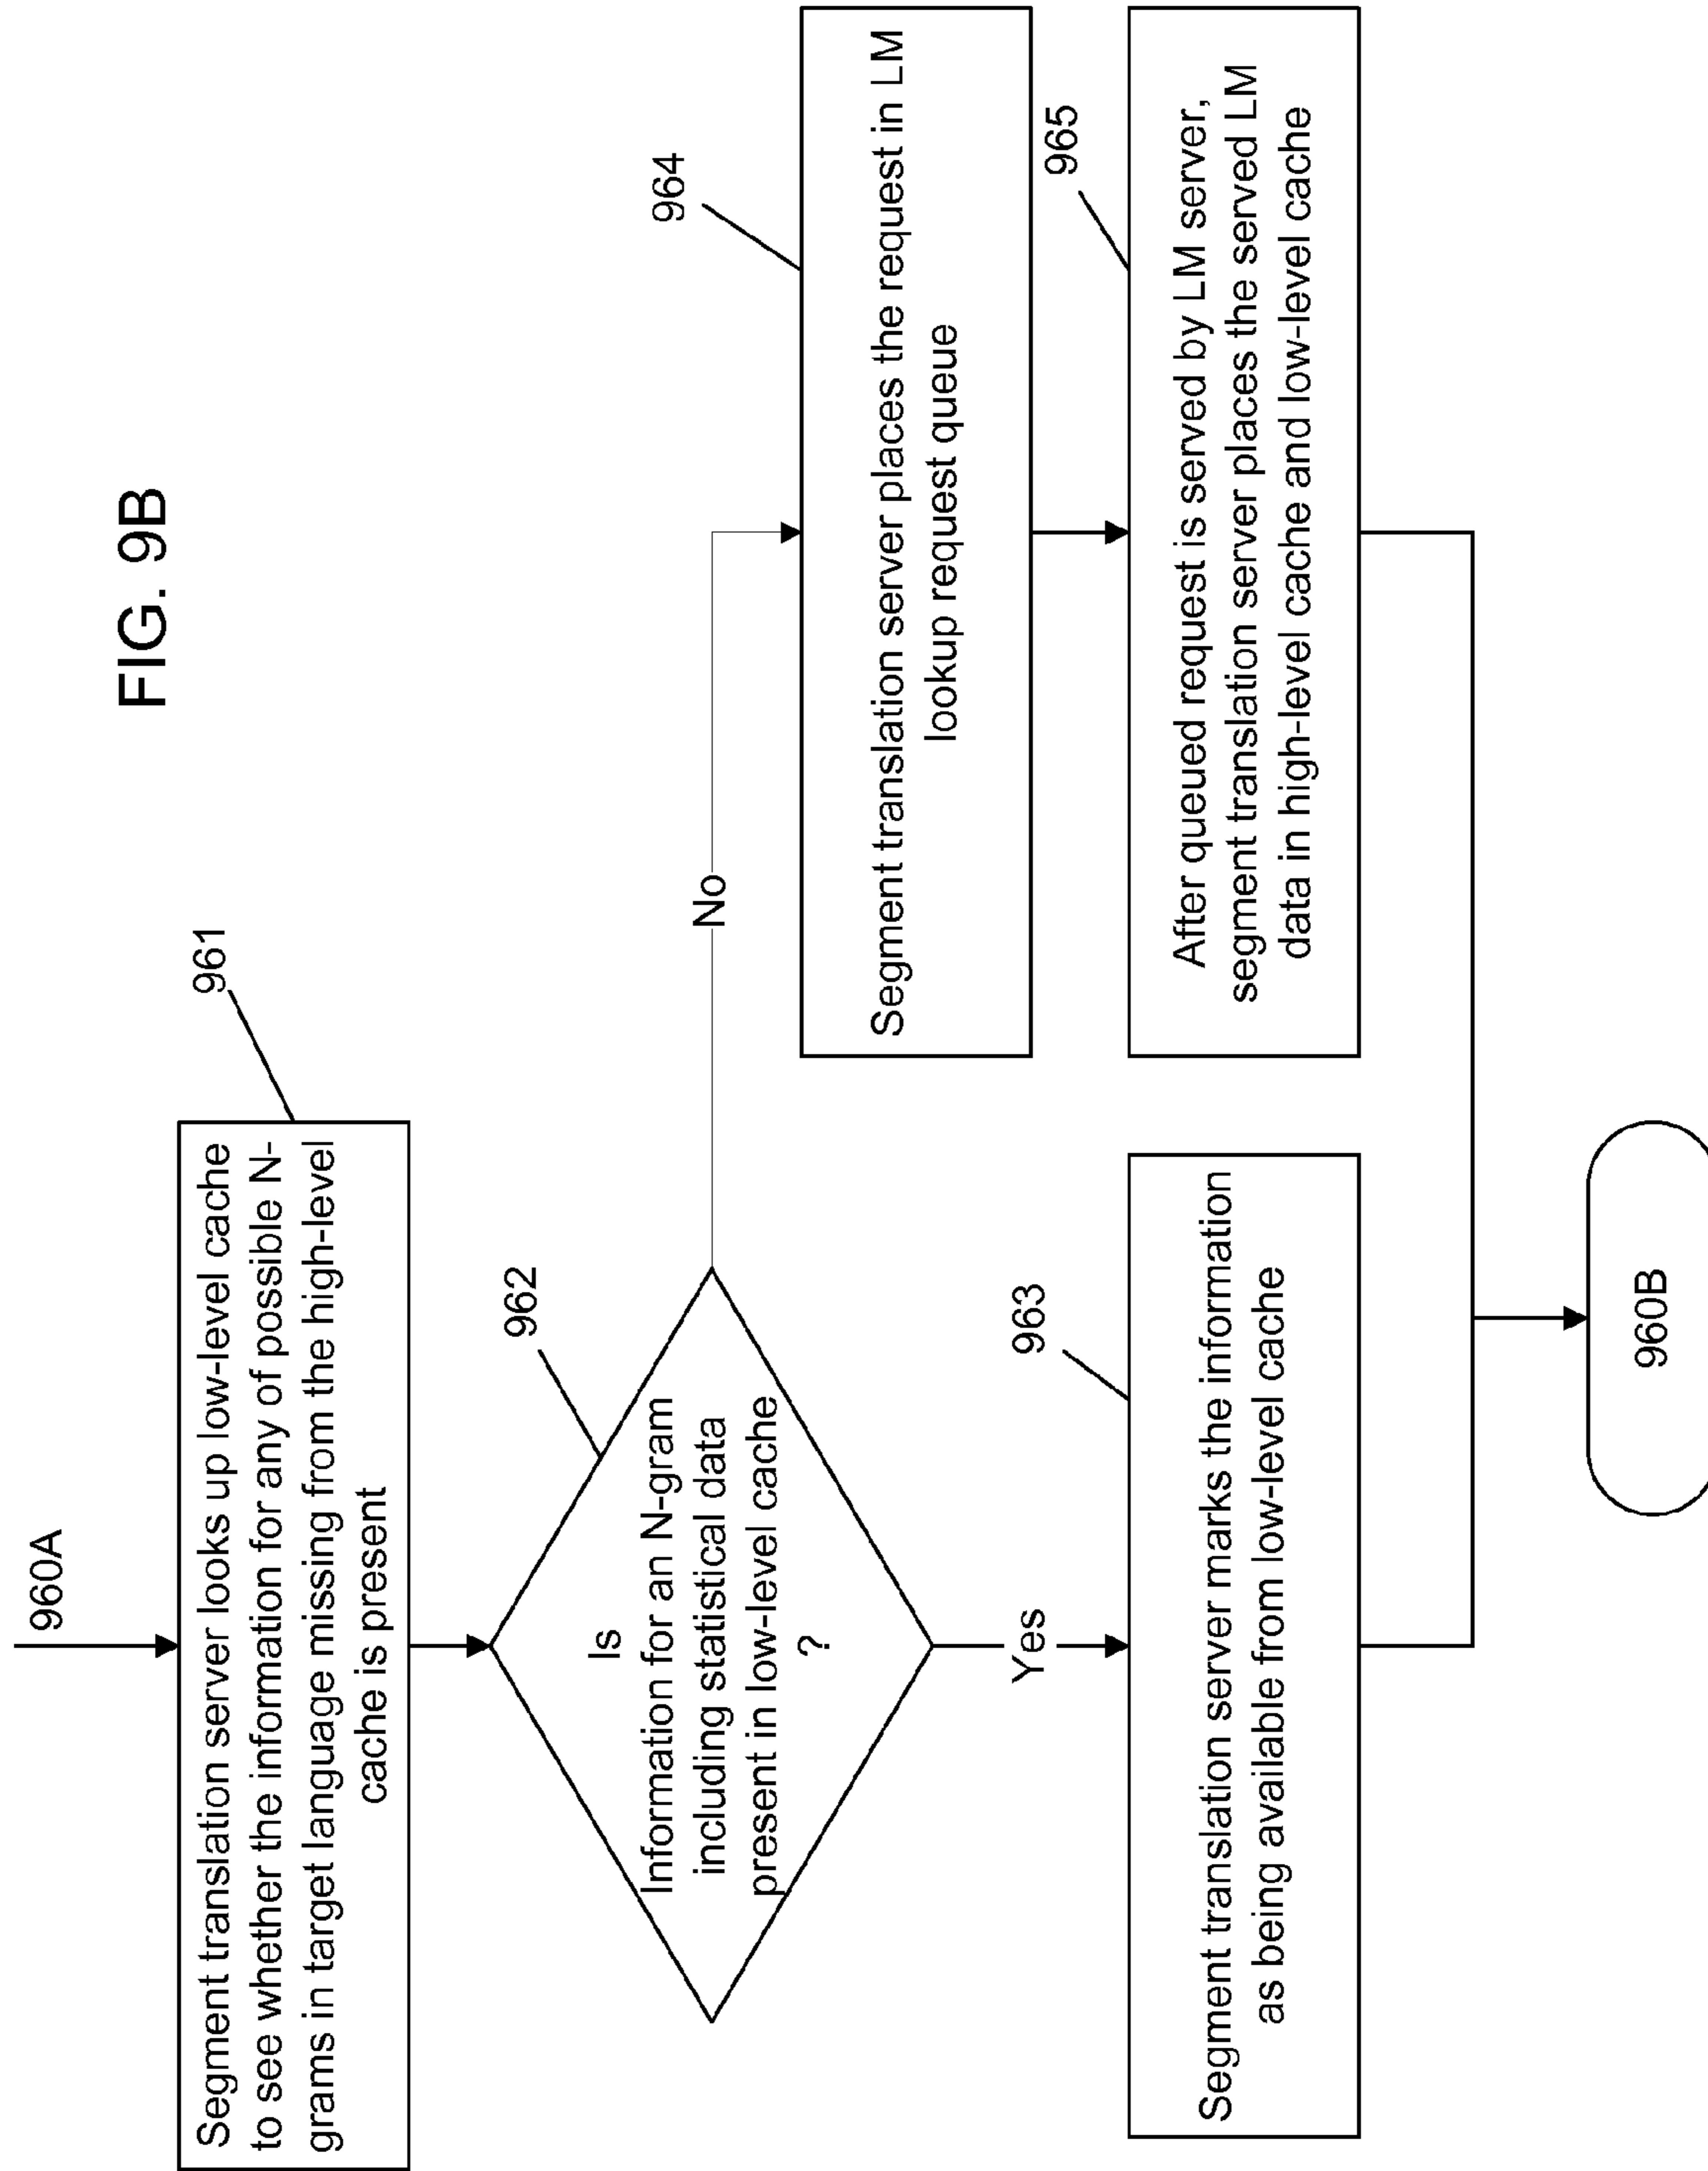 FIG. 9B
960A
961
Segment translation server looks up low-level cache
to see whether the information for any of possible N-
grams in target language missing from the high-level
cache is present
962
Is
Information for an N-gram
including statistical data
present in low-level cache
?
No
Yes
964
Segment translation server places the request in LM
lookup request queue
963
Segment translation server marks the information
as being available from low-level cache
965
After queued request is served by LM server,
segment translation server places the served LM
data in high-level cache and low-level cache
960B